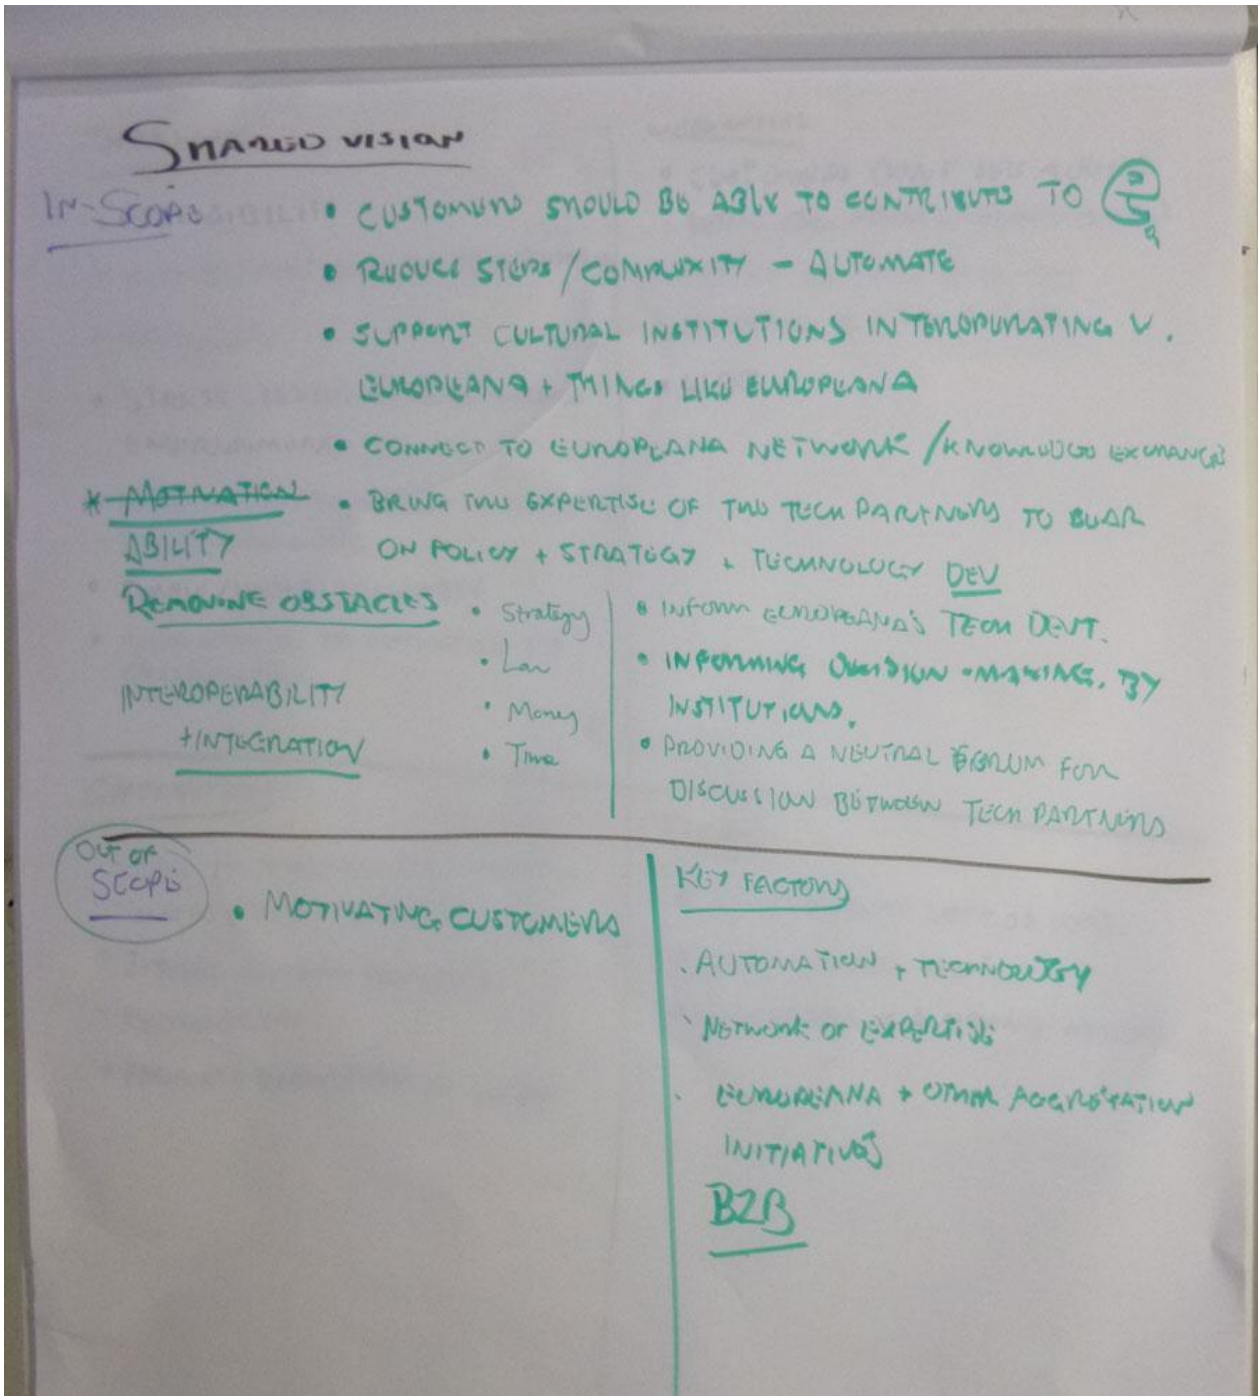 SHARED VISION
IN-SCOPE
• CUSTOMERS SHOULD BE ABLE TO CONTRIBUTE TO
• REDUCE STEPS / COMPLEXITY - AUTOMATE
• SUPPORT CULTURAL INSTITUTIONS INTEROPERATING W.
EUROPEANA + THINGS LIKE EUROPEANA
• CONNECT TO EUROPEANA NETWORK / KNOWLEDGE EXCHANGE
* MOTIVATION
ABILITY
• BRING THE EXPERTISE OF THE TECH PARTNERS TO BEAR
ON POLICY + STRATEGY + TECHNOLOGY DEV
REMOVING OBSTACLES
• Strategy
• Law
• Money
• Time
INTEROPERABILITY
+INTEGRATION
• INFORM EUROPEANA'S TECH DEVT.
• INFORMING DECISION-MAKING BY
INSTITUTIONS.
• PROVIDING A NEUTRAL FORUM FOR
DISCUSSION BETWEEN TECH PARTNERS
OUT OF
SCOPE
• MOTIVATING CUSTOMERS
KEY FACTORS
. AUTOMATION + TECHNOLOGY
. NETWORK OF EXPERTISE
. EUROPEANA + OTHER AGGREGATION
INITIATIVES
B2B